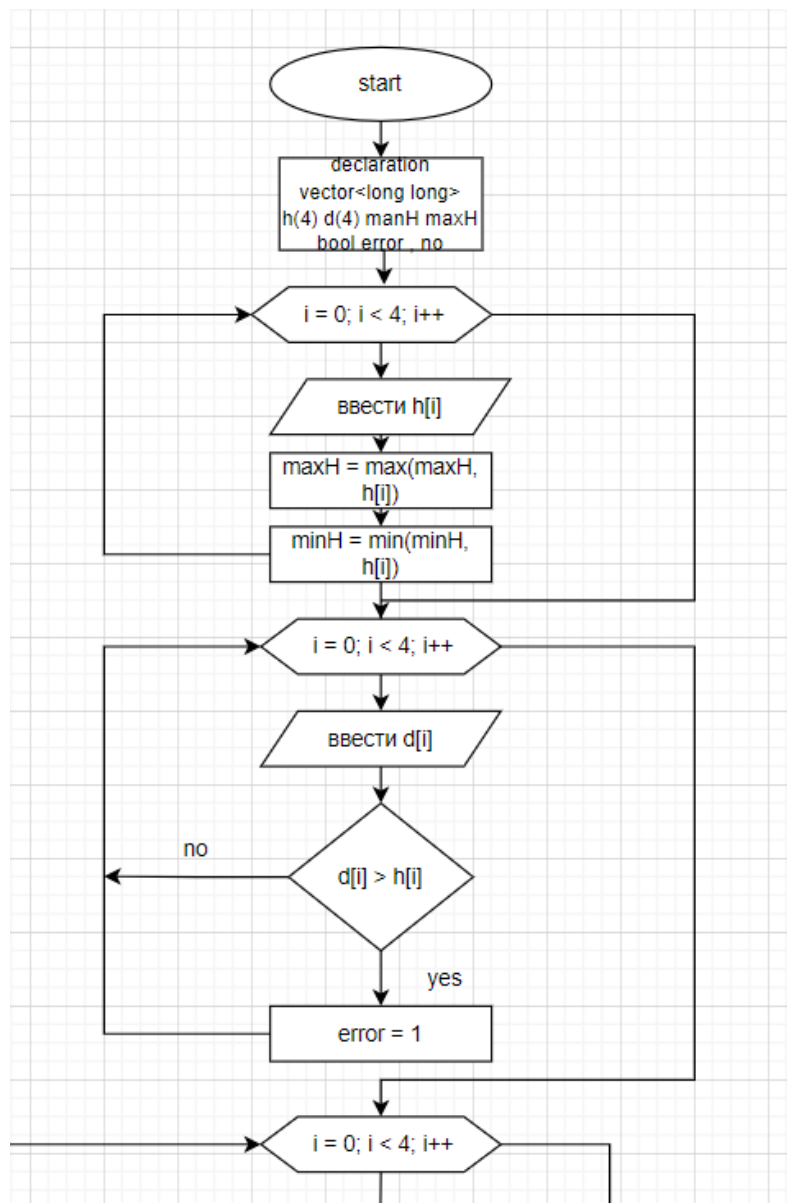 start
declaration
vector<long long>
h(4) d(4) manH maxH
bool error , no
i = 0; i < 4; i++
ввести h[i]
maxH = max(maxH,
h[i])
minH = min(minH,
h[i])
i = 0; i < 4; i++
ввести d[i]
no
d[i] > h[i]
yes
error = 1
i = 0; i < 4; i++